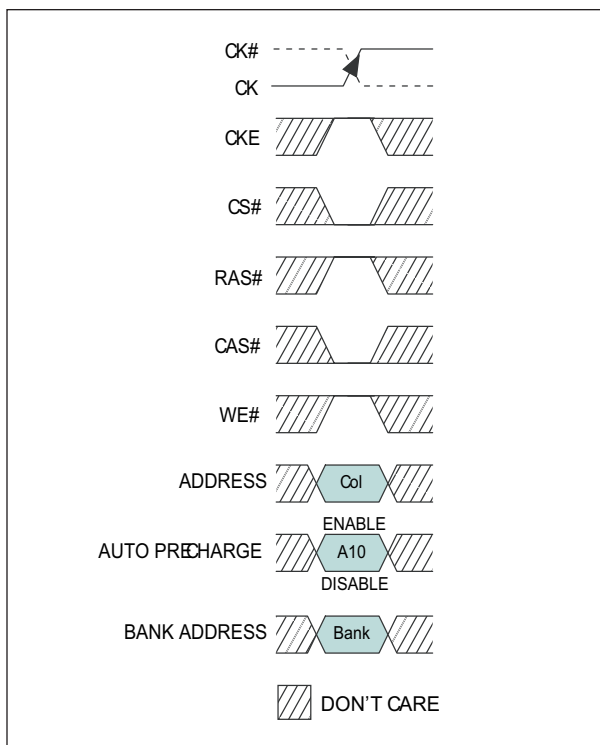 CK#
CK
CKE
CS#
RAS#
CAS#
WE#
ADDRESS
Col
ENABLE
AUTO PRECHARGE
A10
DISABLE
BANK ADDRESS
Bank
DON'T CARE